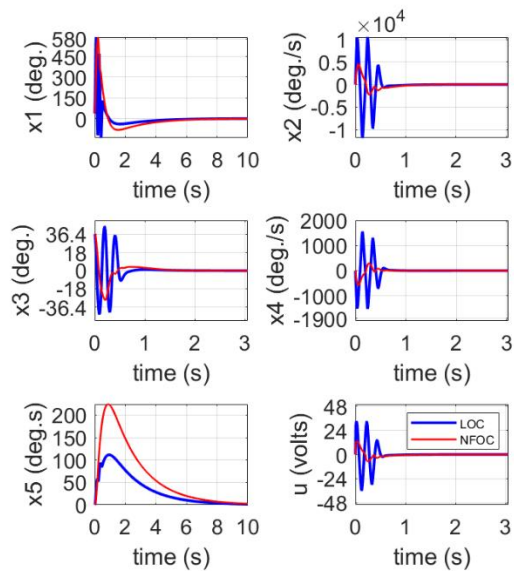 580
450
300
150
0
x1 (deg.)
0 2 4 6 8 10
time (s)
×10^4
1
0.5
0
-0.5
-1
x2 (deg./s)
0 1 2 3
time (s)
36.4
18
0
-18
-36.4
x3 (deg.)
0 1 2 3
time (s)
2000
1000
0
-1000
-1900
x4 (deg./s)
0 1 2 3
time (s)
200
150
100
50
0
x5 (deg.s)
0 2 4 6 8 10
time (s)
48
24
0
-24
-48
u (volts)
LOC
NFOC
0 1 2 3
time (s)